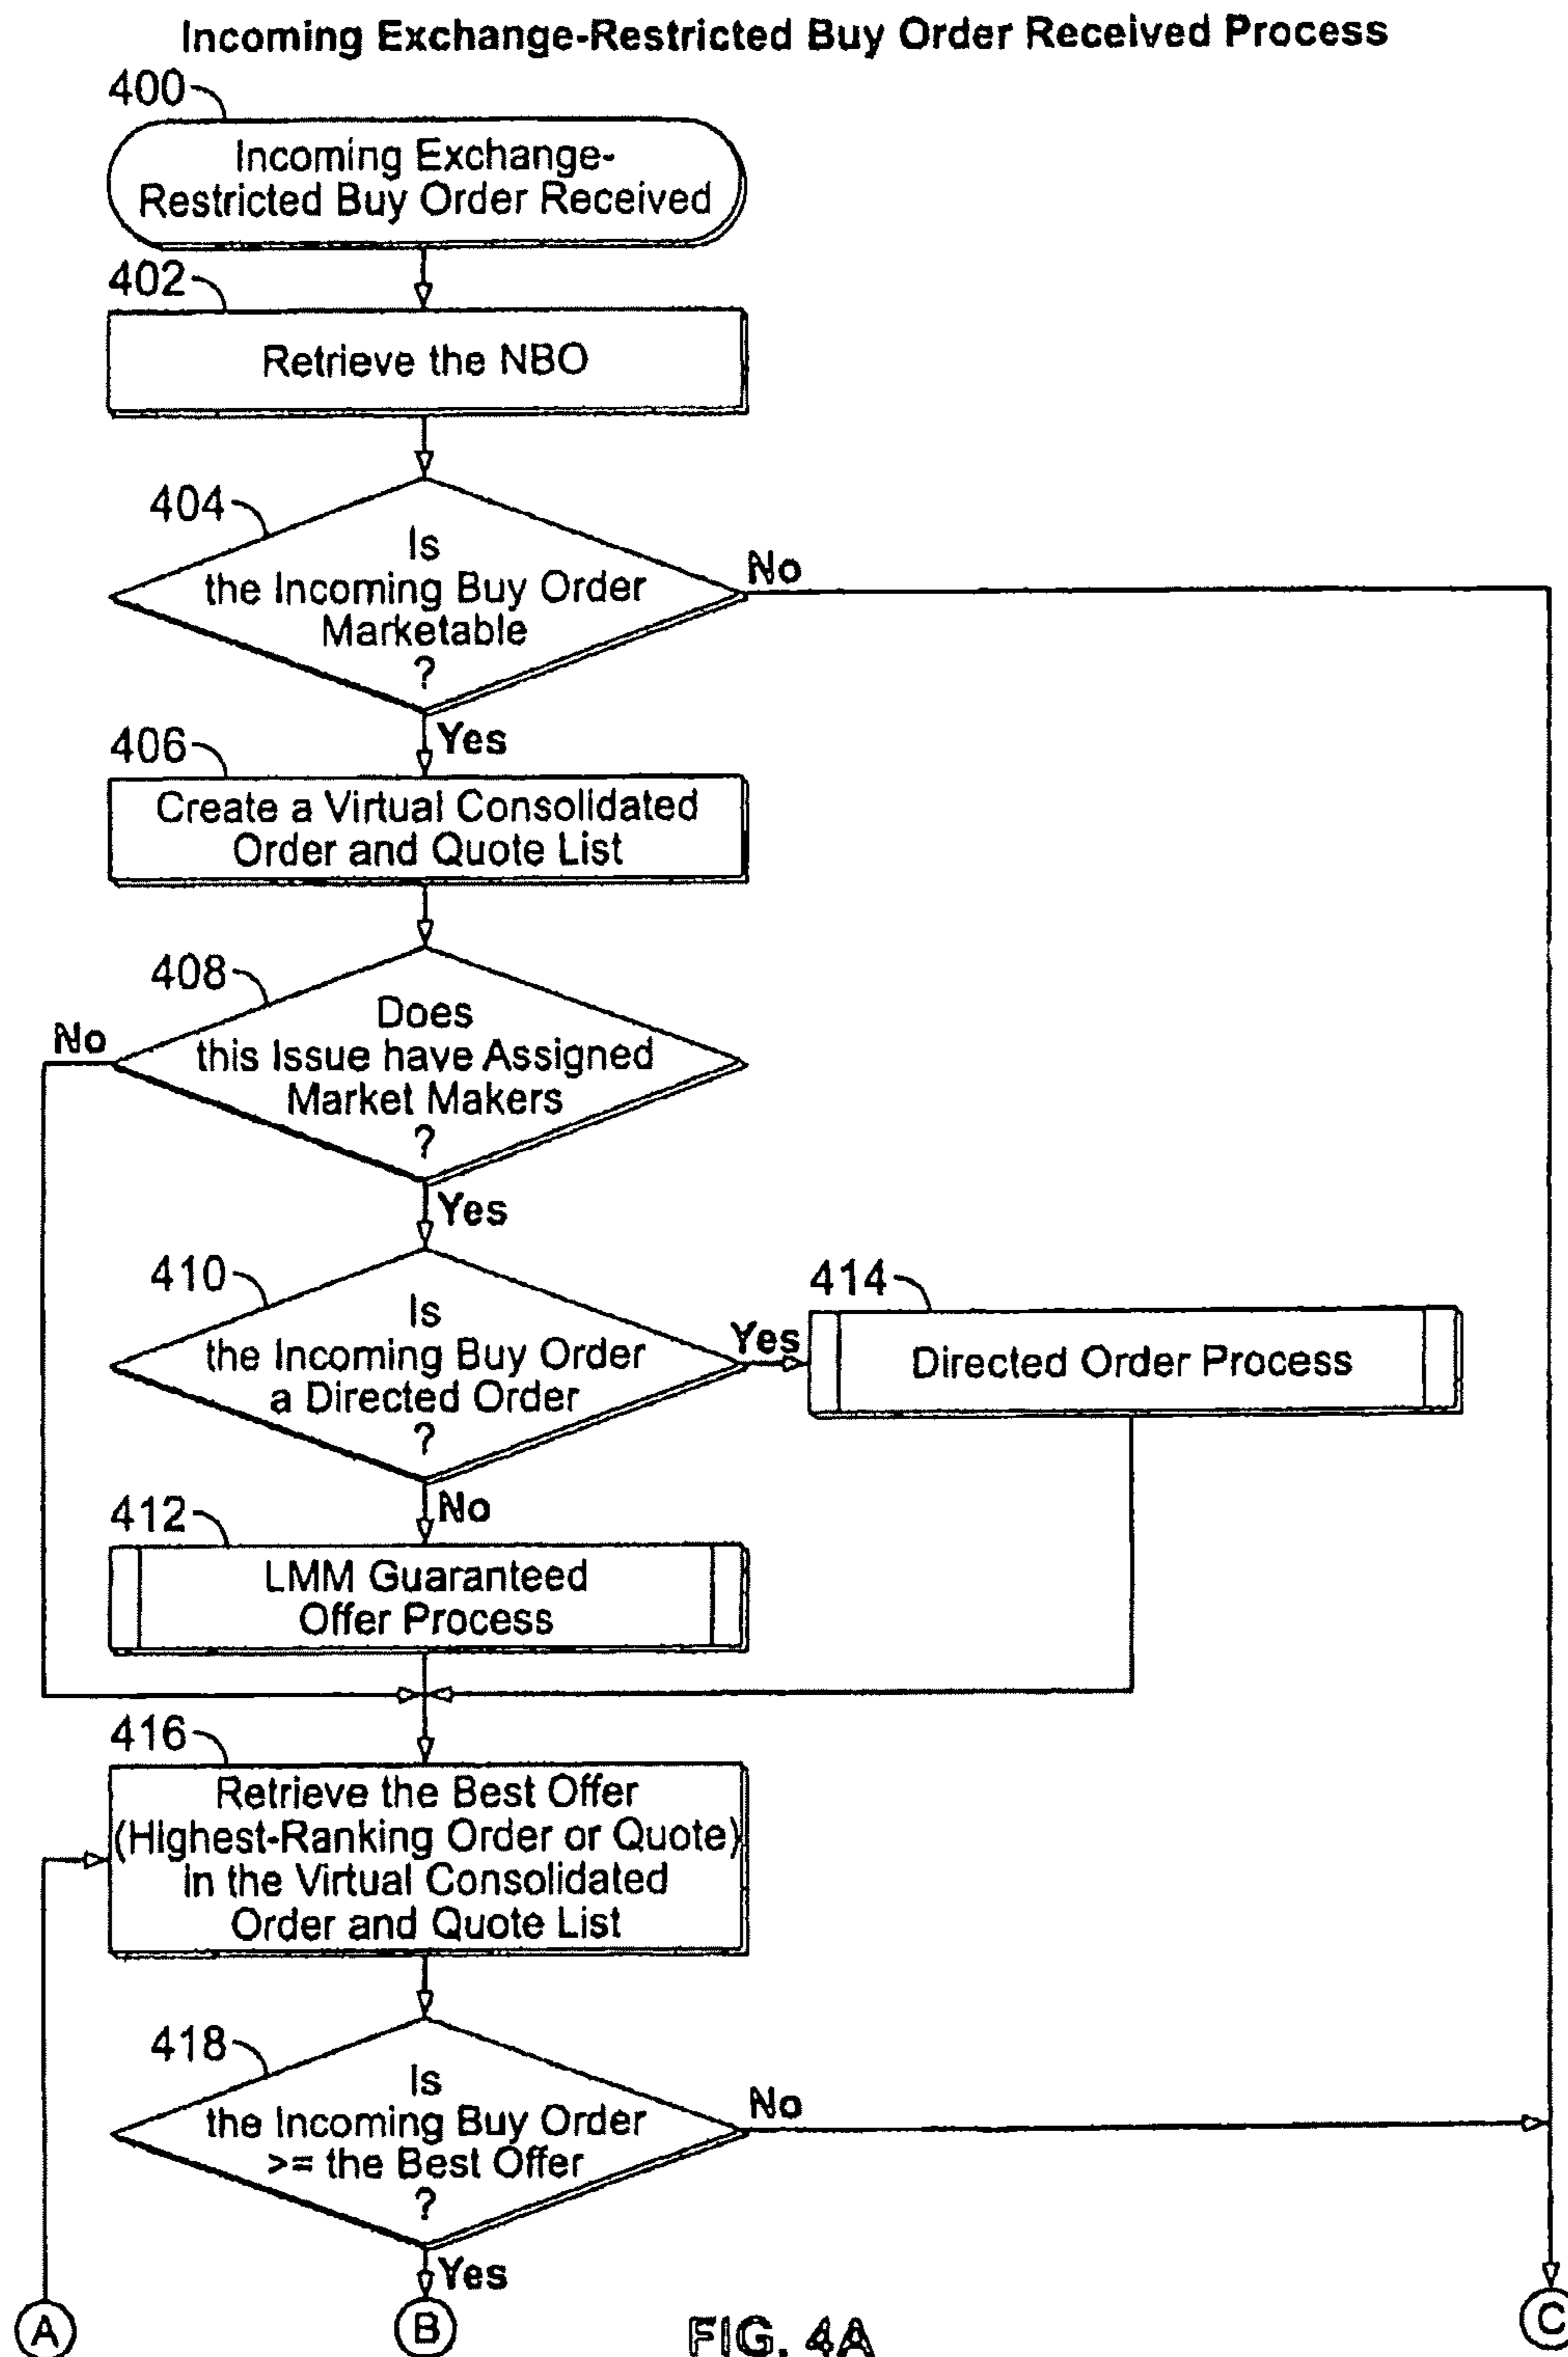 Incoming Exchange-Restricted Buy Order Received Process
400
Incoming Exchange-
Restricted Buy Order Received
402
Retrieve the NBO
404
Is
the Incoming Buy Order
Marketable
?
No
Yes
406
Create a Virtual Consolidated
Order and Quote List
408
Does
this Issue have Assigned
Market Makers
?
No
Yes
410
Is
the Incoming Buy Order
a Directed Order
?
Yes
414
Directed Order Process
No
412
LMM Guaranteed
Offer Process
416
Retrieve the Best Offer
(Highest-Ranking Order or Quote)
in the Virtual Consolidated
Order and Quote List
418
Is
the Incoming Buy Order
>= the Best Offer
?
No
Yes
A
B
C
FIG. 4A